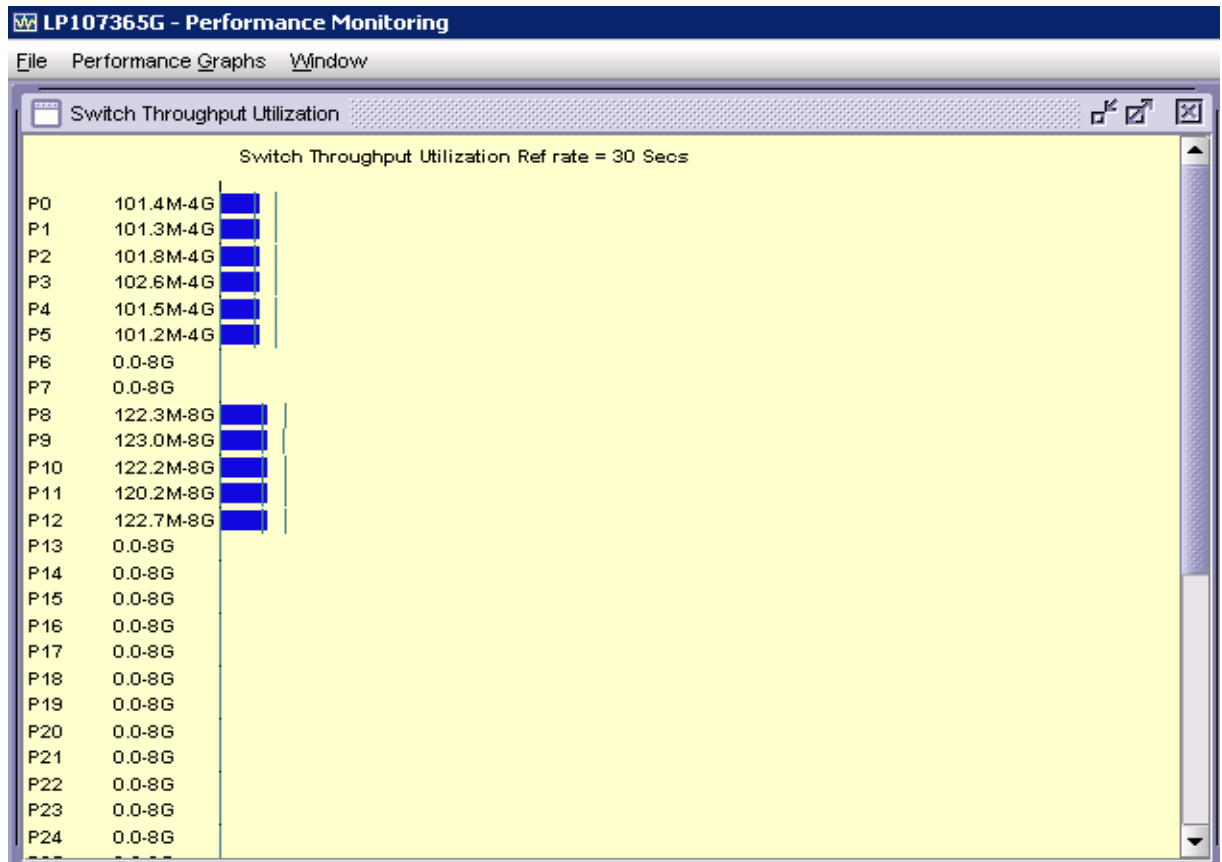 LP107365G - Performance Monitoring
File Performance Graphs Window
Switch Throughput Utilization
Switch Throughput Utilization Ref rate = 30 Secs
P0 101.4M-4G
P1 101.3M-4G
P2 101.8M-4G
P3 102.6M-4G
P4 101.5M-4G
P5 101.2M-4G
P6 0.0-8G
P7 0.0-8G
P8 122.3M-8G
P9 123.0M-8G
P10 122.2M-8G
P11 120.2M-8G
P12 122.7M-8G
P13 0.0-8G
P14 0.0-8G
P15 0.0-8G
P16 0.0-8G
P17 0.0-8G
P18 0.0-8G
P19 0.0-8G
P20 0.0-8G
P21 0.0-8G
P22 0.0-8G
P23 0.0-8G
P24 0.0-8G